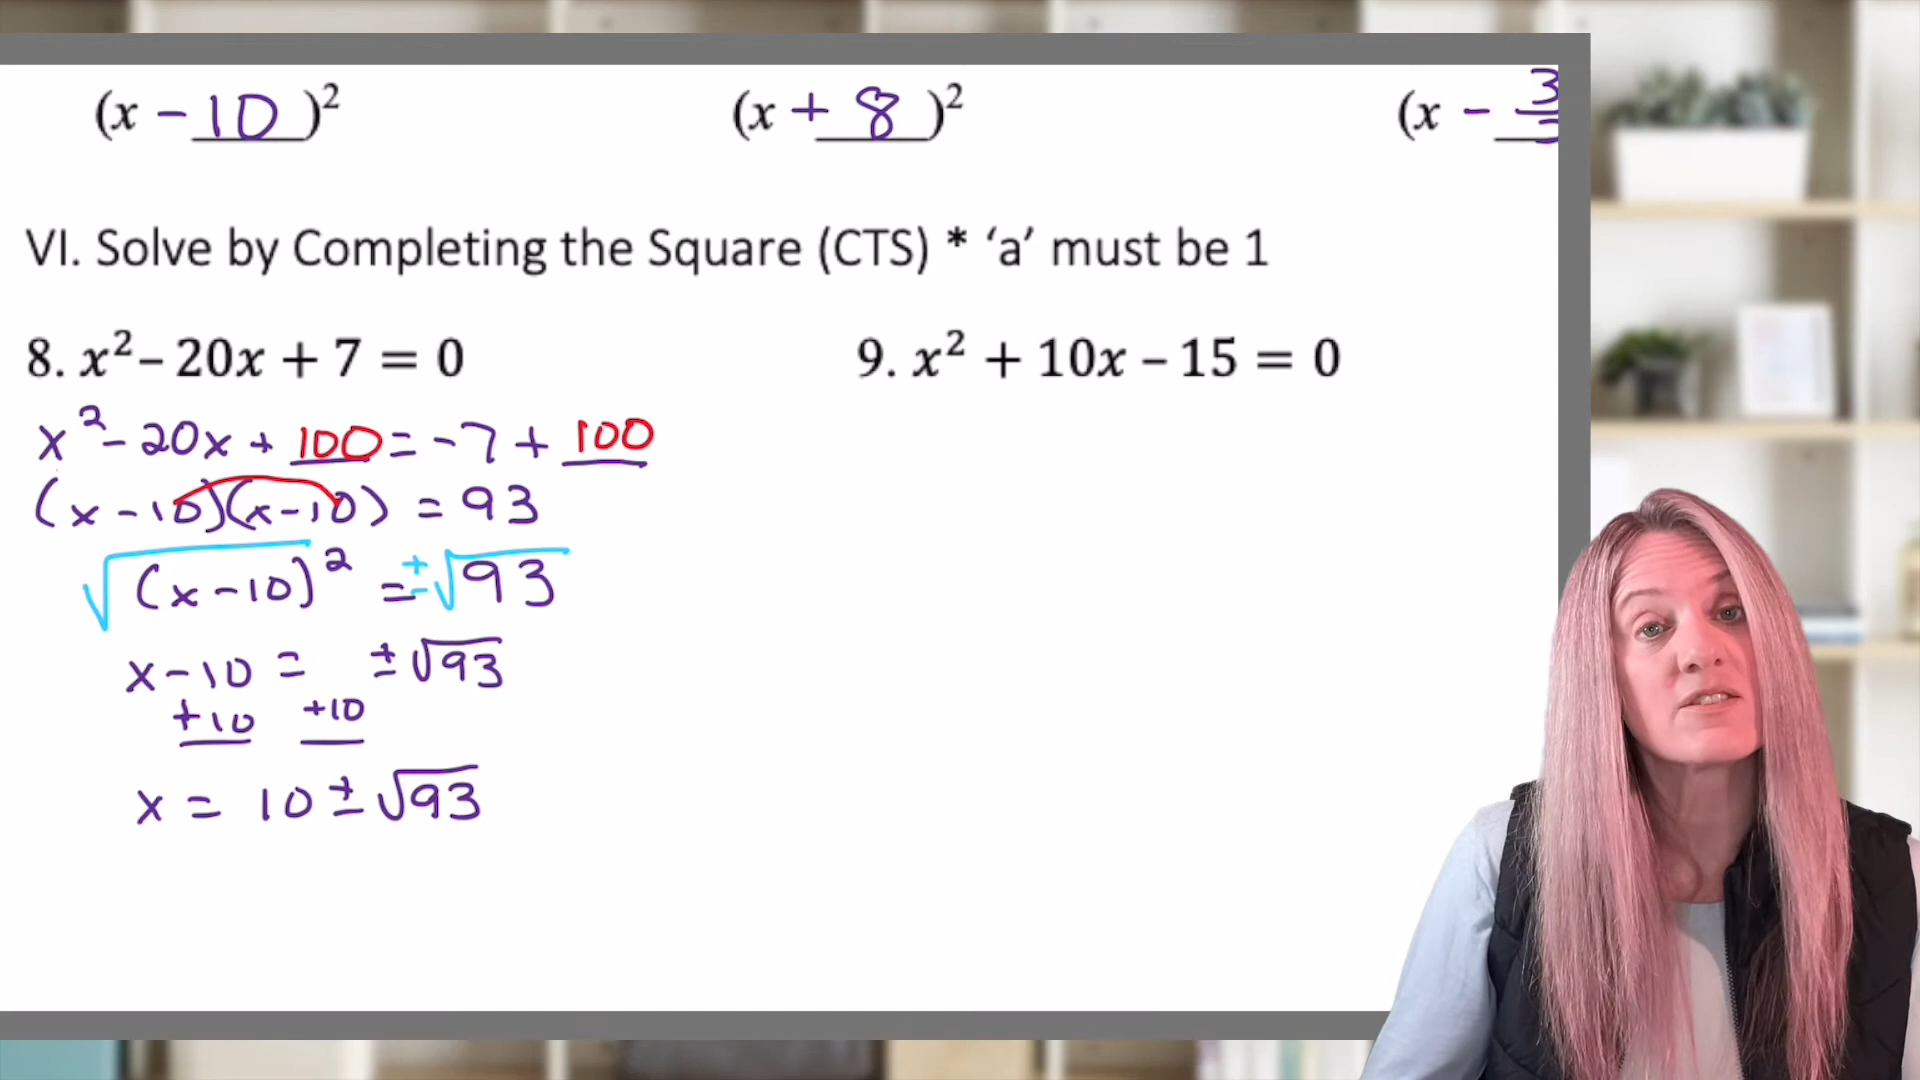 (x - 10)² (x + 8)² (x - 3
VI. Solve by Completing the Square (CTS) * ‘a’ must be 1
8. x² – 20x + 7 = 0 9. x² + 10x – 15 = 0
x² - 20x + 100 = -7 + 100
(x - 10)(x - 10) = 93
√(x - 10)² = ±√93
x - 10 = ±√93
+10 +10
x = 10 ± √93